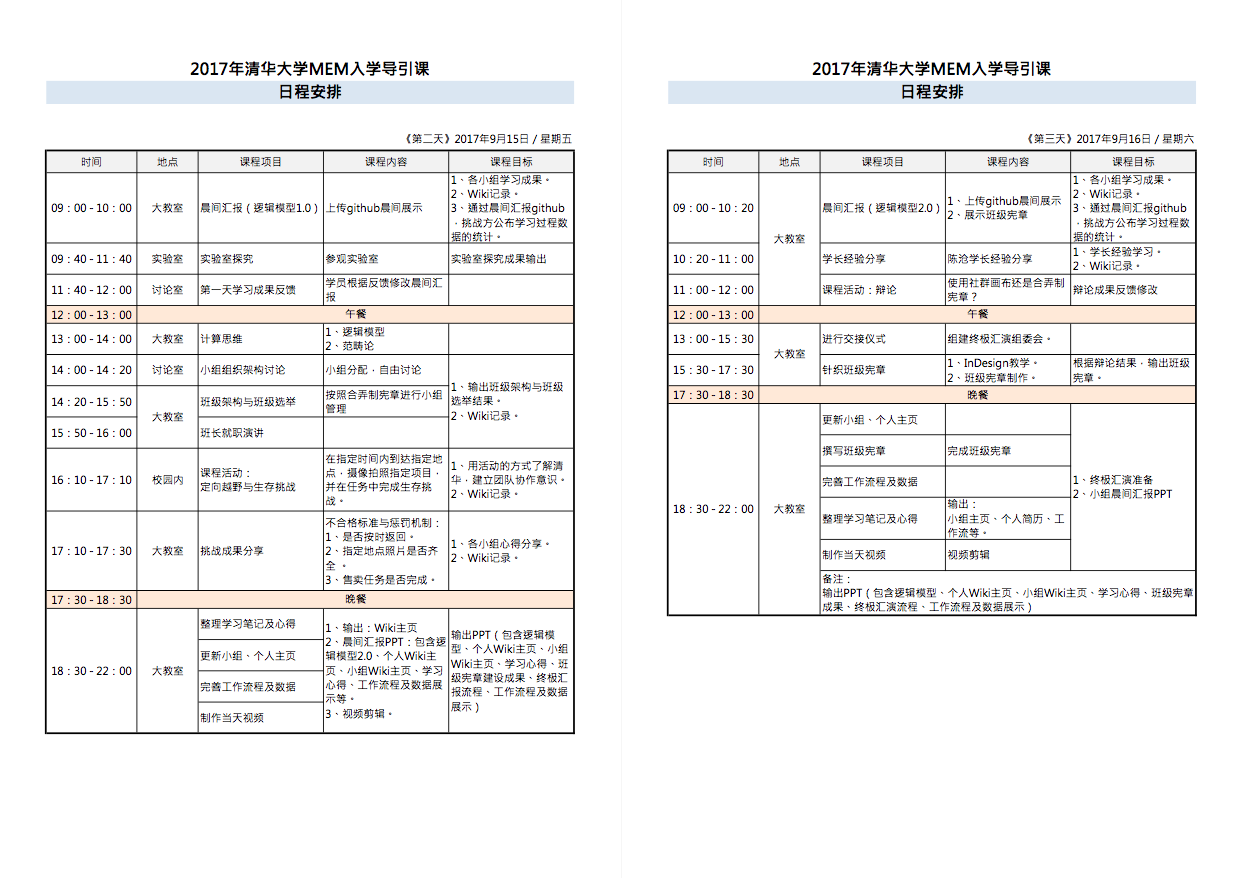 2017年清华大学MEM入学导引课
日程安排
《第二天》2017年9月15日 / 星期五
时间 地点 课程项目 课程内容 课程目标
09：00 - 10：00 大教室 晨间汇报（逻辑模型1.0） 上传github晨间展示
1、各小组学习成果。
2、Wiki记录。
3、通过晨间汇报github
，挑战方公布学习过程数
据的统计。
09：40 - 11：40 实验室 实验室探究 参观实验室 实验室探究成果输出
11：40 - 12：00 讨论室 第一天学习成果反馈
学员根据反馈修改晨间汇
报
12：00 - 13：00 午餐
13：00 - 14：00 大教室 计算思维
1、逻辑模型
2、范畴论
14：00 - 14：20 讨论室 小组组织架构讨论 小组分配，自由讨论
1、输出班级架构与班级
选举结果。
2、Wiki记录。
14：20 - 15：50 大教室 班级架构与班级选举
按照合弄制宪章进行小组
管理
15：50 - 16：00 班长就职演讲
16：10 - 17：10 校园内
课程活动：
定向越野与生存挑战
在指定时间内到达指定地
点，摄像拍照指定项目，
并在任务中完成生存挑
战。
1、用活动的方式了解清
华，建立团队协作意识。
2、Wiki记录。
17：10 - 17：30 大教室 挑战成果分享
不合格标准与惩罚机制：
1、是否按时返回。
2、指定地点照片是否齐
全 。
3、售卖任务是否完成。
1、各小组心得分享。
2、Wiki记录。
17：30 - 18：30 晚餐
18：30 - 22：00 大教室
整理学习笔记及心得
更新小组、个人主页
完善工作流程及数据
制作当天视频
1、输出：Wiki主页
2、晨间汇报PPT：包含逻
辑模型2.0、个人Wiki主
页、小组Wiki主页、学习
心得、工作流程及数据展
示等。
3、视频剪辑。
输出PPT（包含逻辑模
型、个人Wiki主页、小组
Wiki主页、学习心得、班
级宪章建设成果、终极汇
报流程、工作流程及数据
展示）
2017年清华大学MEM入学导引课
日程安排
《第三天》2017年9月16日 / 星期六
时间 地点 课程项目 课程内容 课程目标
09：00 - 10：20 大教室 晨间汇报（逻辑模型2.0）
1、上传github晨间展示
2、展示班级宪章
1、各小组学习成果。
2、Wiki记录。
3、通过晨间汇报github
，挑战方公布学习过程数
据的统计。
10：20 - 11：00 学长经验分享 陈沧学长经验分享
1、学长经验学习。
2、Wiki记录。
11：00 - 12：00 课程活动：辩论
使用社群画布还是合弄制
宪章？
辩论成果反馈修改
12：00 - 13：00 午餐
13：00 - 15：30 大教室 进行交接仪式 组建终极汇演组委会。
15：30 - 17：30 针织班级宪章
1、InDesign教学。
2、班级宪章制作。
根据辩论结果，输出班级
宪章。
17：30 - 18：30 晚餐
18：30 - 22：00 大教室
更新小组、个人主页
撰写班级宪章 完成班级宪章
完善工作流程及数据
整理学习笔记及心得
输出：
小组主页、个人简历、工
作流等。
制作当天视频 视频剪辑
1、终极汇演准备
2、小组晨间汇报PPT
备注：
输出PPT（包含逻辑模型、个人Wiki主页、小组Wiki主页、学习心得、班级宪章
成果、终极汇演流程、工作流程及数据展示）